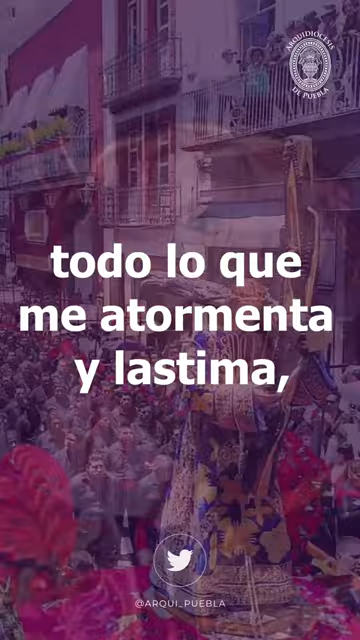 ARQUIDIÓCESIS
DE PUEBLA
todo lo que
me atormenta
y lastima,
@ARQUI_PUEBLA